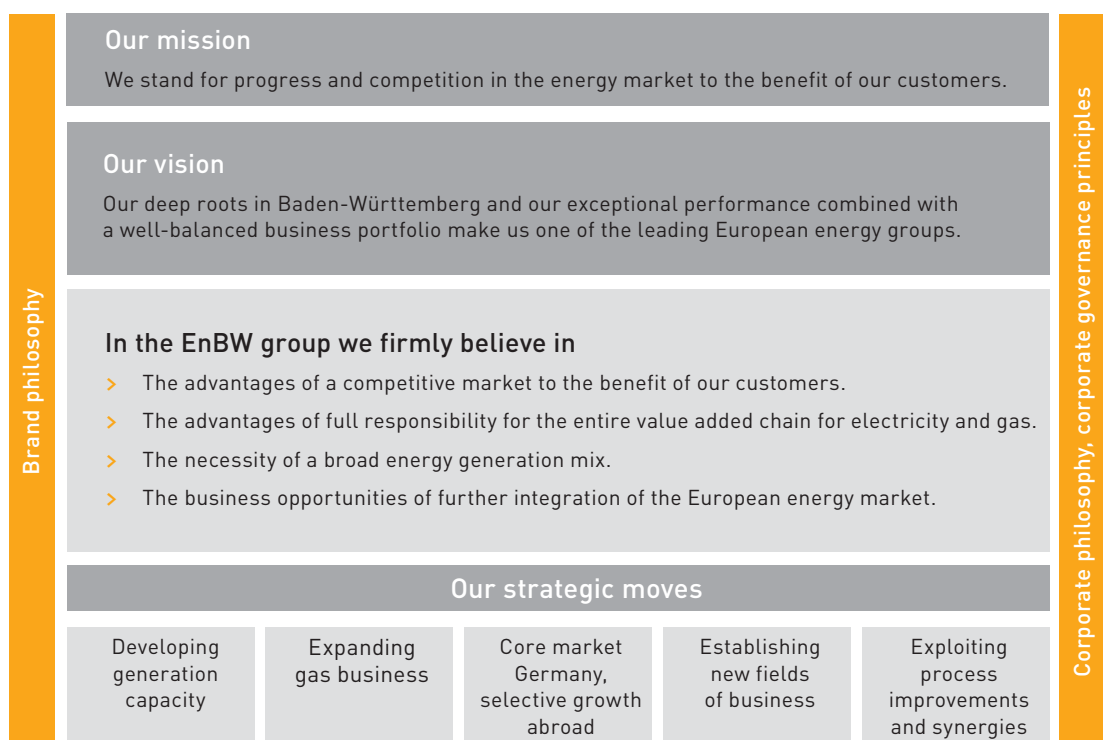 Brand philosophy
Our mission
We stand for progress and competition in the energy market to the benefit of our customers.
Our vision
Our deep roots in Baden-Württemberg and our exceptional performance combined with
a well-balanced business portfolio make us one of the leading European energy groups.
In the EnBW group we firmly believe in
> The advantages of a competitive market to the benefit of our customers.
> The advantages of full responsibility for the entire value added chain for electricity and gas.
> The necessity of a broad energy generation mix.
> The business opportunities of further integration of the European energy market.
Our strategic moves
Developing
generation
capacity
Expanding
gas business
Core market
Germany,
selective growth
abroad
Establishing
new fields
of business
Exploiting
process
improvements
and synergies
Corporate philosophy, corporate governance principles